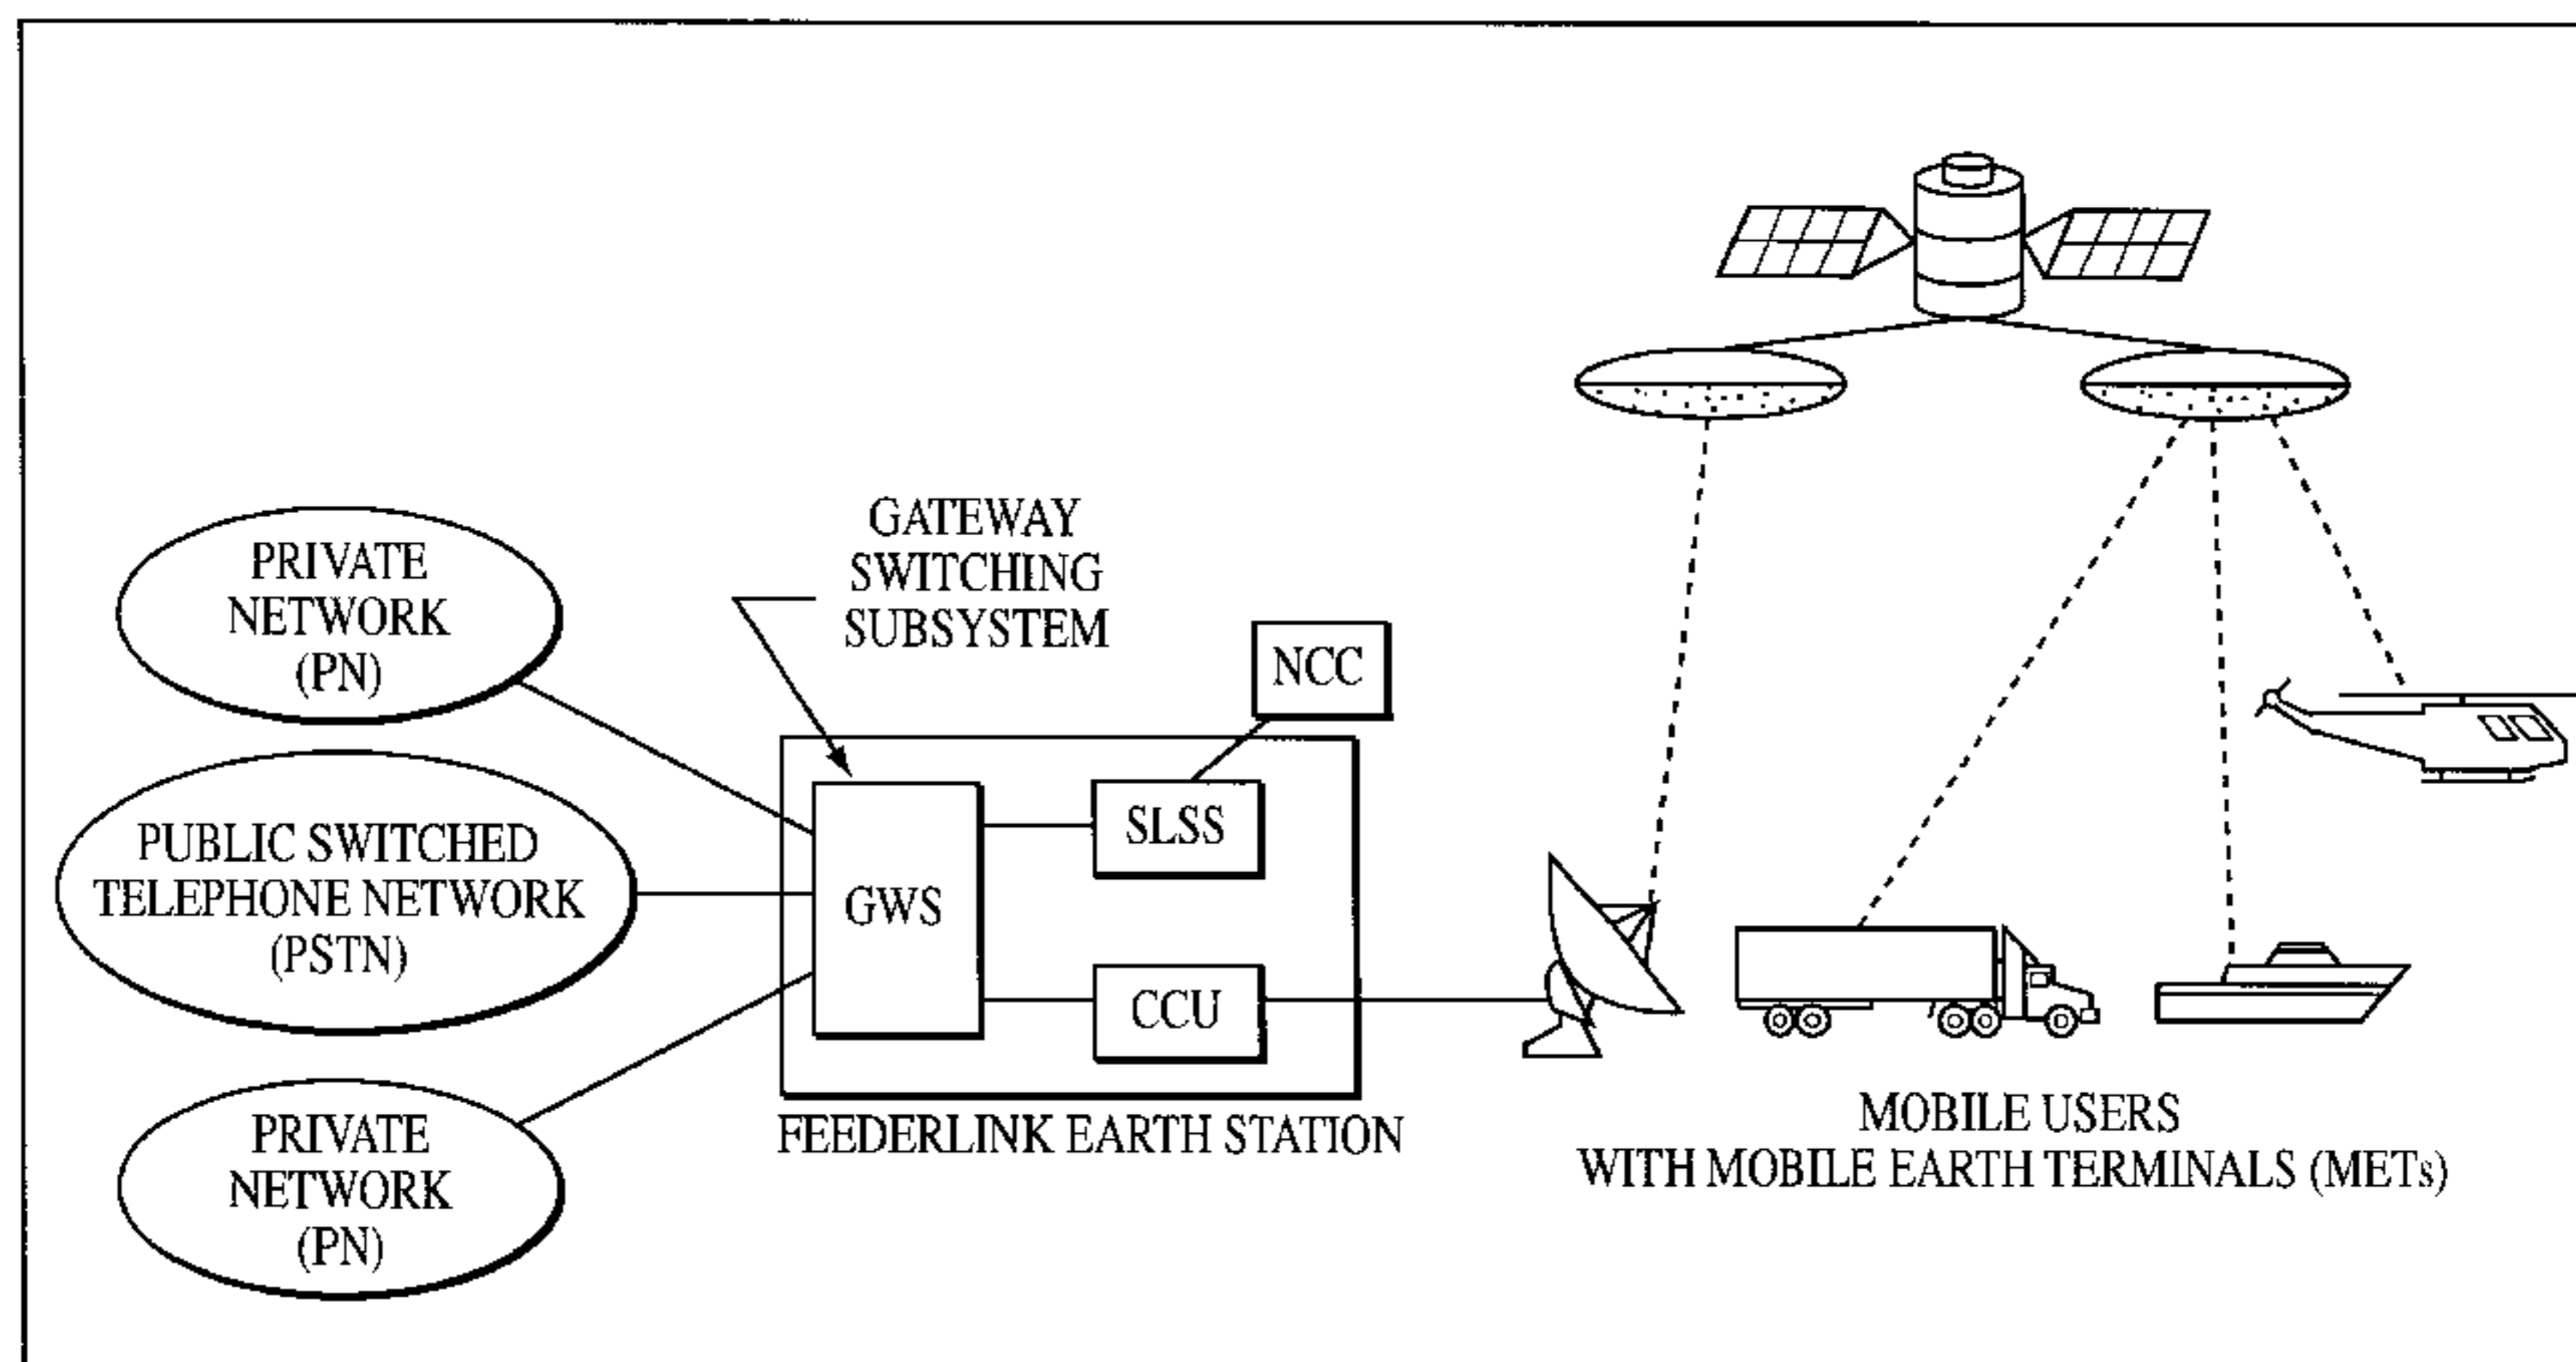 GATEWAY
SWITCHING
SUBSYSTEM
PRIVATE
NETWORK
(PN)
NCC
PUBLIC SWITCHED
TELEPHONE NETWORK
(PSTN)
GWS
SLSS
CCU
FEEDERLINK EARTH STATION
PRIVATE
NETWORK
(PN)
MOBILE USERS
WITH MOBILE EARTH TERMINALS (METs)